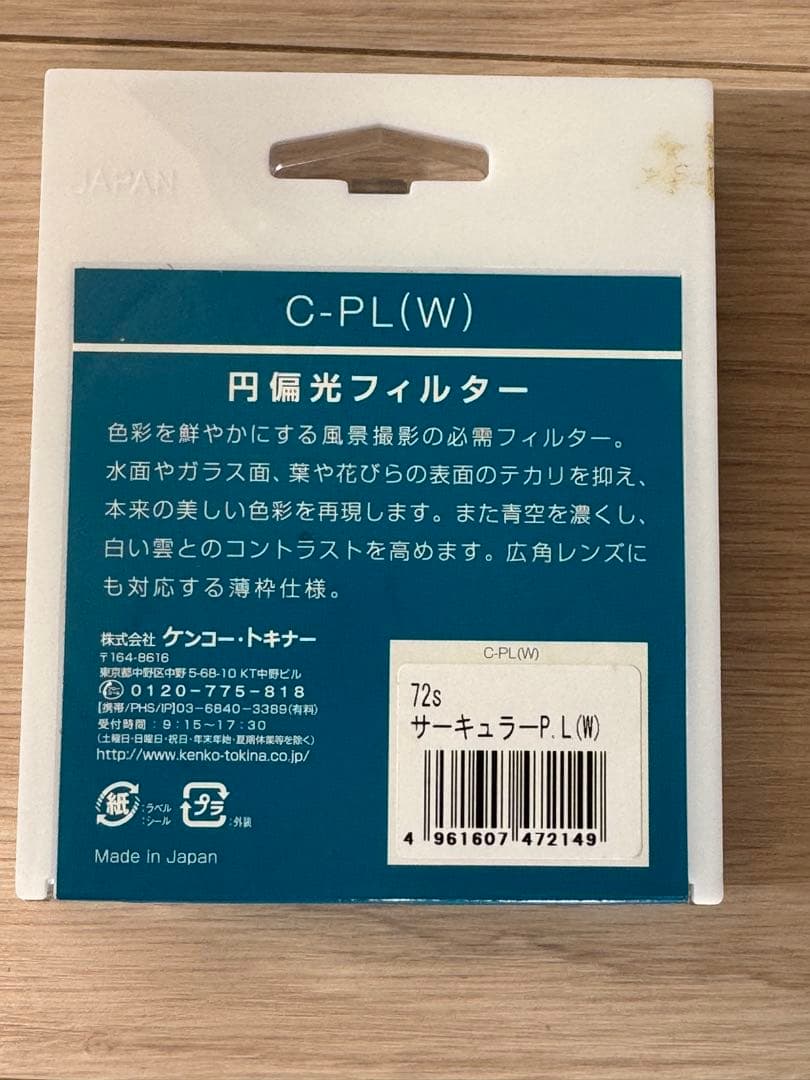 JAPAN
C-PL(W)
円偏光フィルター
色彩を鮮やかにする風景撮影の必需フィルター。
水面やガラス面、葉や花びらの表面のテカリを抑え、
本来の美しい色彩を再現します。また青空を濃くし、
白い雲とのコントラストを高めます。広角レンズに
も対応する薄枠仕様。
株式会社 ケンコー・トキナー
〒164-8616
東京都中野区中野5-68-10 KT中野ビル
0120-775-818
[携帯/PHS/IP]03-6840-3389(有料)
受付時間：9:15〜17:30
(土曜日・日曜日・祝日・年末年始・夏期休業等を除く)
http://www.kenko-tokina.co.jp/
紙 :ラベル
:シール
プラ :外装
Made in Japan
C-PL(W)
72s
サーキュラーP.L(W)
4 961607 472149